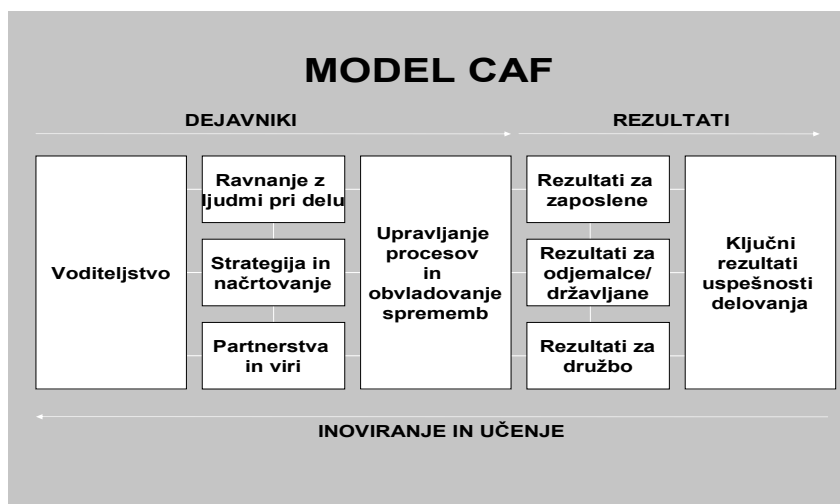 MODEL CAF
DEJAVNIKI
REZULTATI
Voditeljstvo
Ravnanje z
ljudmi pri delu
Strategija in
načrtovanje
Partnerstva
in viri
Upravljanje
procesov
in
obvladovanje
sprememb
Rezultati za
zaposlene
Rezultati za
odjemalce/
državljane
Rezultati za
družbo
Ključni
rezultati
uspešnosti
delovanja
INOVIRANJE IN UČENJE